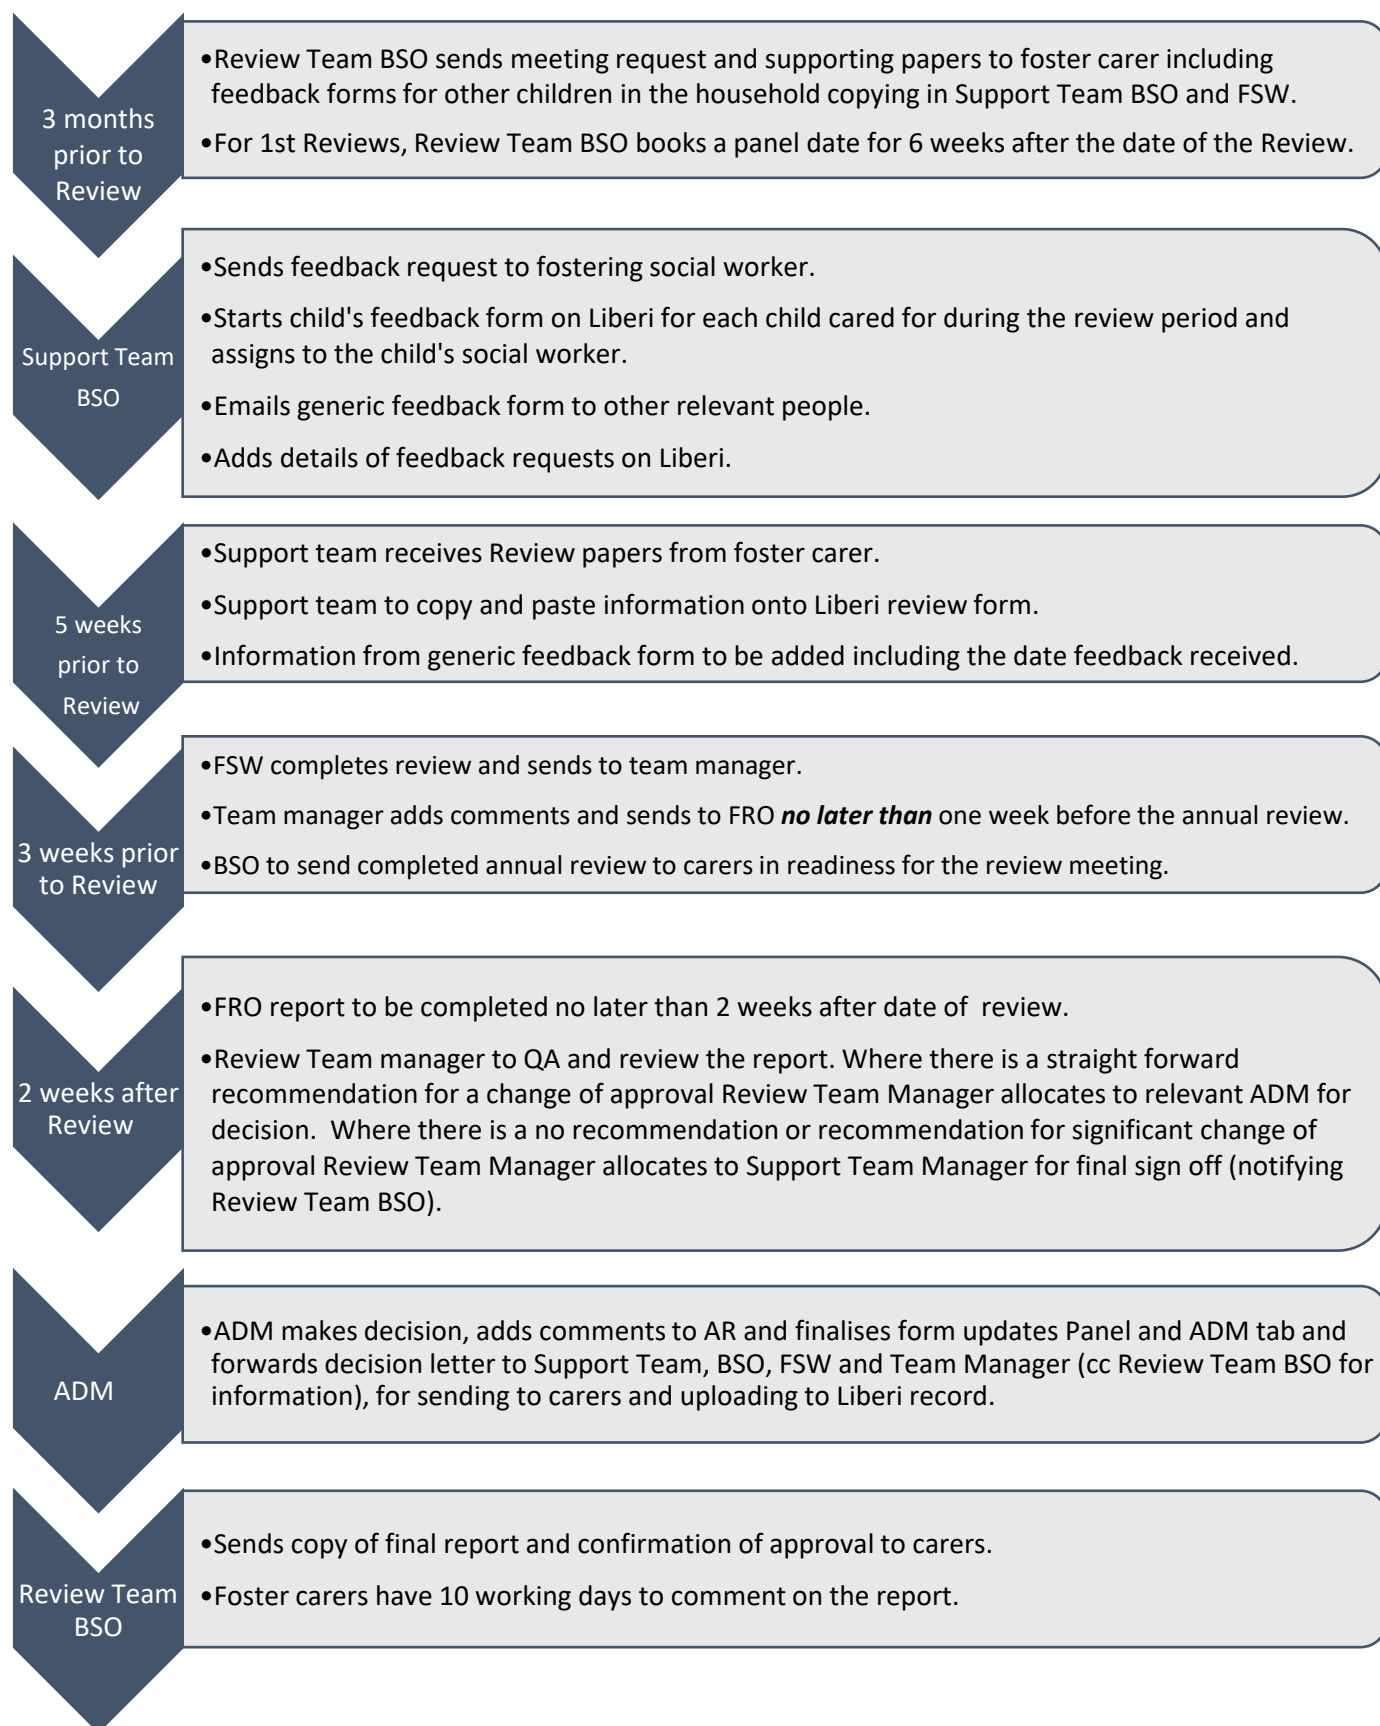 3 months
prior to
Review
•Review Team BSO sends meeting request and supporting papers to foster carer including
feedback forms for other children in the household copying in Support Team BSO and FSW.
•For 1st Reviews, Review Team BSO books a panel date for 6 weeks after the date of the Review.
Support Team
BSO
•Sends feedback request to fostering social worker.
•Starts child's feedback form on Liberi for each child cared for during the review period and
assigns to the child's social worker.
•Emails generic feedback form to other relevant people.
•Adds details of feedback requests on Liberi.
5 weeks
prior to
Review
•Support team receives Review papers from foster carer.
•Support team to copy and paste information onto Liberi review form.
•Information from generic feedback form to be added including the date feedback received.
3 weeks prior
to Review
•FSW completes review and sends to team manager.
•Team manager adds comments and sends to FRO no later than one week before the annual review.
•BSO to send completed annual review to carers in readiness for the review meeting.
2 weeks after
Review
•FRO report to be completed no later than 2 weeks after date of  review.
•Review Team manager to QA and review the report. Where there is a straight forward
recommendation for a change of approval Review Team Manager allocates to relevant ADM for
decision.  Where there is a no recommendation or recommendation for significant change of
approval Review Team Manager allocates to Support Team Manager for final sign off (notifying
Review Team BSO).
ADM
•ADM makes decision, adds comments to AR and finalises form updates Panel and ADM tab and
forwards decision letter to Support Team, BSO, FSW and Team Manager (cc Review Team BSO for
information), for sending to carers and uploading to Liberi record.
Review Team
BSO
•Sends copy of final report and confirmation of approval to carers.
•Foster carers have 10 working days to comment on the report.